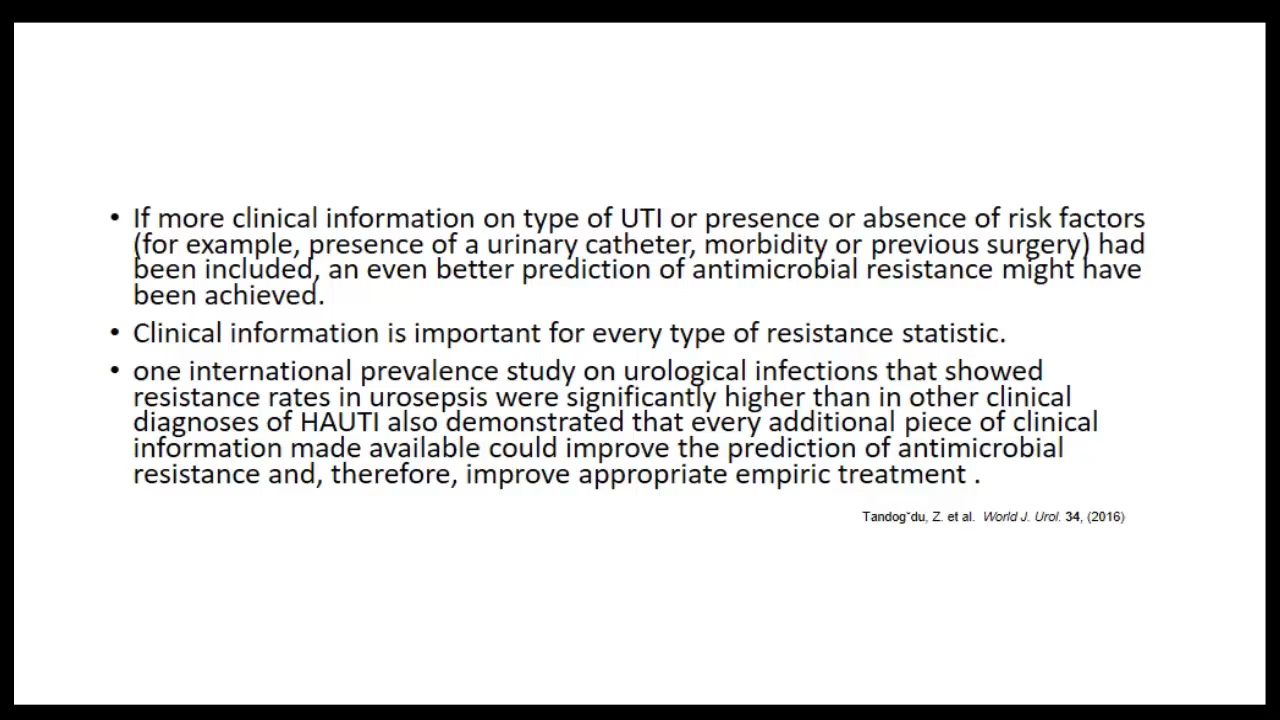 • If more clinical information on type of UTI or presence or absence of risk factors
(for example, presence of a urinary catheter, morbidity or previous surgery) had
been included, an even better prediction of antimicrobial resistance might have
been achieved.
• Clinical information is important for every type of resistance statistic.
• one international prevalence study on urological infections that showed
resistance rates in urosepsis were significantly higher than in other clinical
diagnoses of HAUTI also demonstrated that every additional piece of clinical
information made available could improve the prediction of antimicrobial
resistance and, therefore, improve appropriate empiric treatment .
Tandog˘du, Z. et al. World J. Urol. 34, (2016)